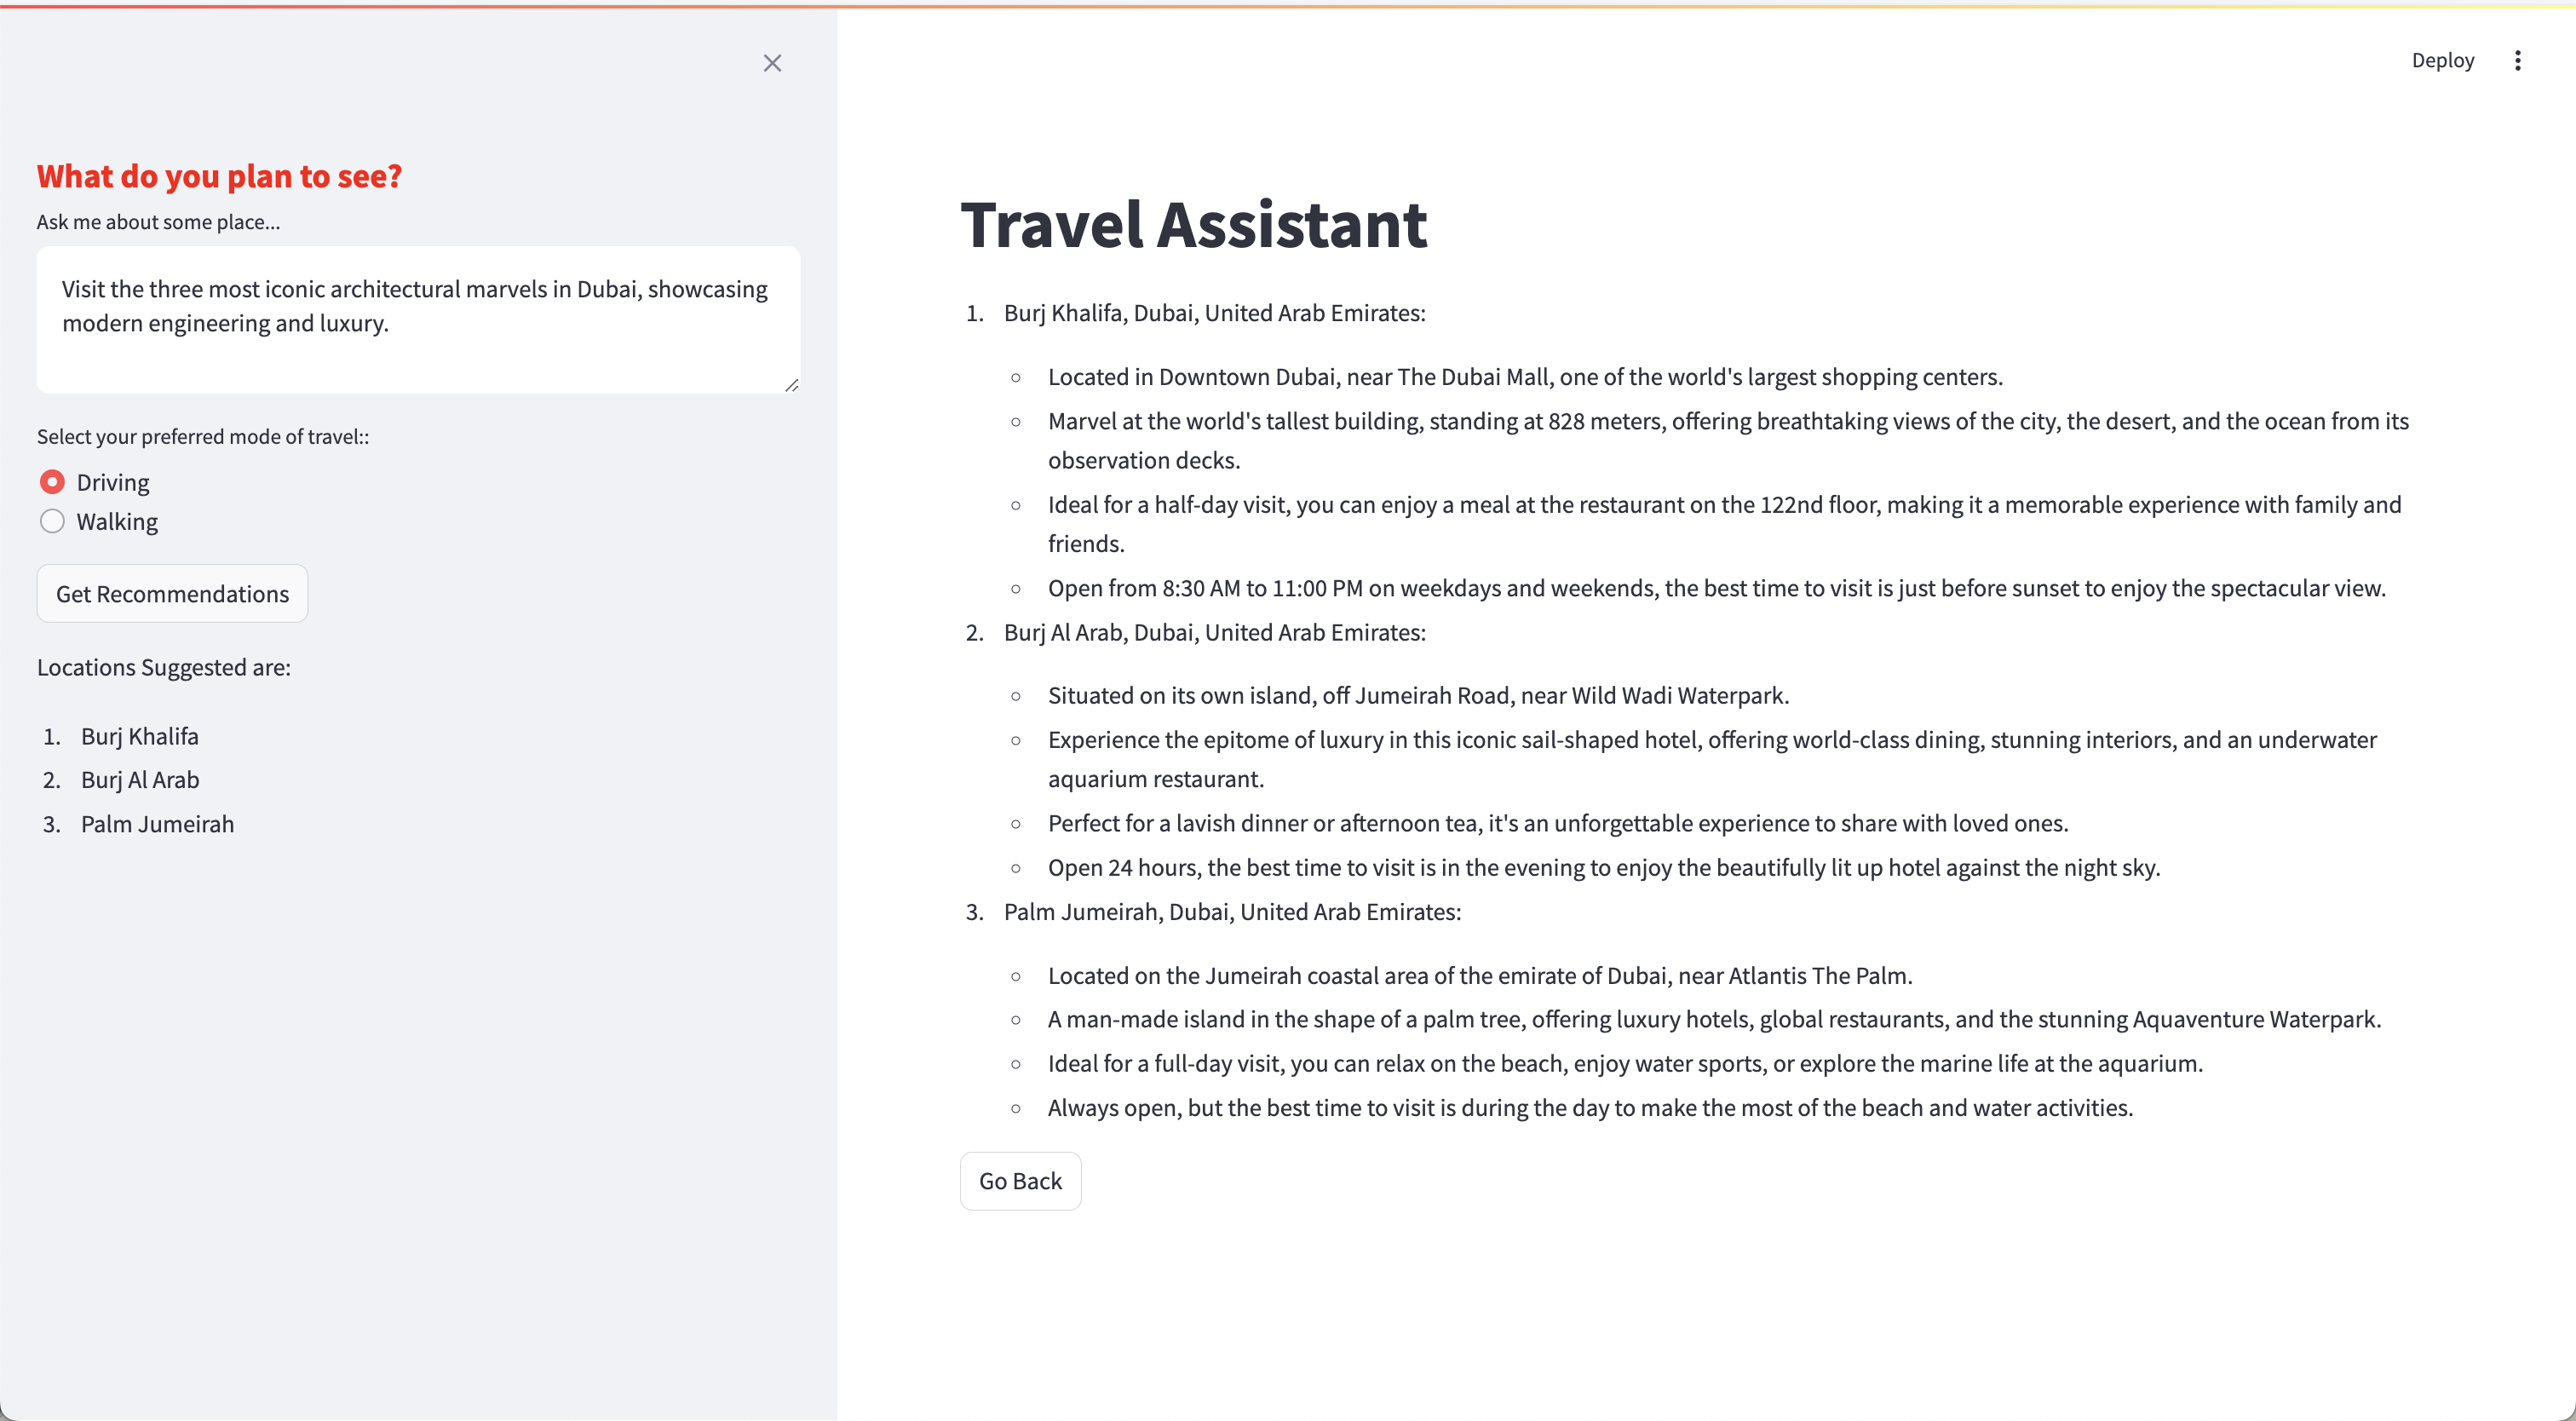 What do you plan to see?
Ask me about some place...
Visit the three most iconic architectural marvels in Dubai, showcasing
modern engineering and luxury.
Select your preferred mode of travel::
Driving
Walking
Get Recommendations
Locations Suggested are:
1. Burj Khalifa
2. Burj Al Arab
3. Palm Jumeirah
Deploy
Travel Assistant
1. Burj Khalifa, Dubai, United Arab Emirates:
Located in Downtown Dubai, near The Dubai Mall, one of the world's largest shopping centers.
Marvel at the world's tallest building, standing at 828 meters, offering breathtaking views of the city, the desert, and the ocean from its
observation decks.
Ideal for a half-day visit, you can enjoy a meal at the restaurant on the 122nd floor, making it a memorable experience with family and
friends.
Open from 8:30 AM to 11:00 PM on weekdays and weekends, the best time to visit is just before sunset to enjoy the spectacular view.
2. Burj Al Arab, Dubai, United Arab Emirates:
Situated on its own island, off Jumeirah Road, near Wild Wadi Waterpark.
Experience the epitome of luxury in this iconic sail-shaped hotel, offering world-class dining, stunning interiors, and an underwater
aquarium restaurant.
Perfect for a lavish dinner or afternoon tea, it's an unforgettable experience to share with loved ones.
Open 24 hours, the best time to visit is in the evening to enjoy the beautifully lit up hotel against the night sky.
3. Palm Jumeirah, Dubai, United Arab Emirates:
Located on the Jumeirah coastal area of the emirate of Dubai, near Atlantis The Palm.
A man-made island in the shape of a palm tree, offering luxury hotels, global restaurants, and the stunning Aquaventure Waterpark.
Ideal for a full-day visit, you can relax on the beach, enjoy water sports, or explore the marine life at the aquarium.
Always open, but the best time to visit is during the day to make the most of the beach and water activities.
Go Back